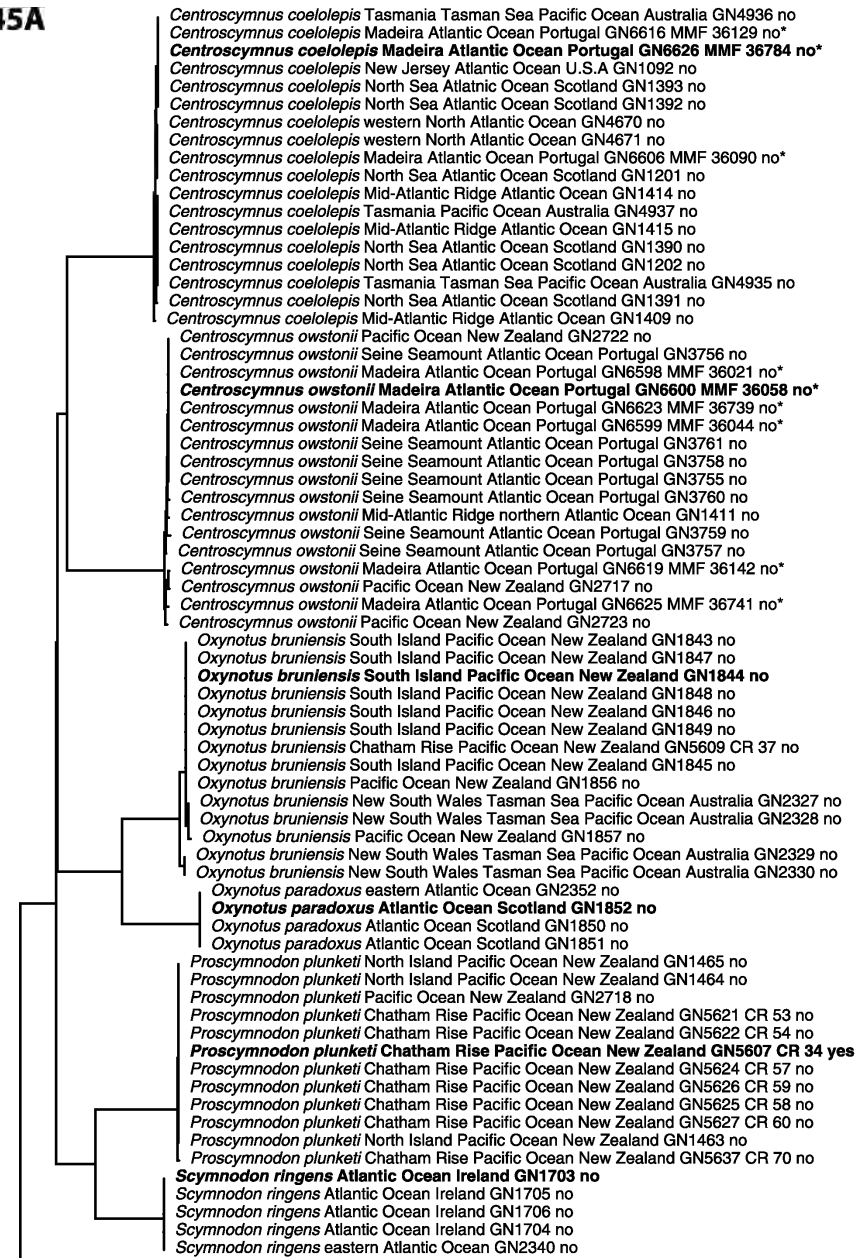 45A
Centroscymnus coelolepis Tasmania Tasman Sea Pacific Ocean Australia GN4936 no
Centroscymnus coelolepis Madeira Atlantic Ocean Portugal GN6616 MMF 36129 no*
Centroscymnus coelolepis Madeira Atlantic Ocean Portugal GN6626 MMF 36784 no*
Centroscymnus coelolepis New Jersey Atlantic Ocean U.S.A GN1092 no
Centroscymnus coelolepis North Sea Atlatnic Ocean Scotland GN1393 no
Centroscymnus coelolepis North Sea Atlantic Ocean Scotland GN1392 no
Centroscymnus coelolepis western North Atlantic Ocean GN4670 no
Centroscymnus coelolepis western North Atlantic Ocean GN4671 no
Centroscymnus coelolepis Madeira Atlantic Ocean Portugal GN6606 MMF 36090 no*
Centroscymnus coelolepis North Sea Atlantic Ocean Scotland GN1201 no
Centroscymnus coelolepis Mid-Atlantic Ridge Atlantic Ocean GN1414 no
Centroscymnus coelolepis Tasmania Pacific Ocean Australia GN4937 no
Centroscymnus coelolepis Mid-Atlantic Ridge Atlantic Ocean GN1415 no
Centroscymnus coelolepis North Sea Atlantic Ocean Scotland GN1390 no
Centroscymnus coelolepis North Sea Atlantic Ocean Scotland GN1202 no
Centroscymnus coelolepis Tasmania Tasman Sea Pacific Ocean Australia GN4935 no
Centroscymnus coelolepis North Sea Atlantic Ocean Scotland GN1391 no
Centroscymnus coelolepis Mid-Atlantic Ridge Atlantic Ocean GN1409 no
Centroscymnus owstonii Pacific Ocean New Zealand GN2722 no
Centroscymnus owstonii Seine Seamount Atlantic Ocean Portugal GN3756 no
Centroscymnus owstonii Madeira Atlantic Ocean Portugal GN6598 MMF 36021 no*
Centroscymnus owstonii Madeira Atlantic Ocean Portugal GN6600 MMF 36058 no*
Centroscymnus owstonii Madeira Atlantic Ocean Portugal GN6623 MMF 36739 no*
Centroscymnus owstonii Madeira Atlantic Ocean Portugal GN6599 MMF 36044 no*
Centroscymnus owstonii Seine Seamount Atlantic Ocean Portugal GN3761 no
Centroscymnus owstonii Seine Seamount Atlantic Ocean Portugal GN3758 no
Centroscymnus owstonii Seine Seamount Atlantic Ocean Portugal GN3755 no
Centroscymnus owstonii Seine Seamount Atlantic Ocean Portugal GN3760 no
Centroscymnus owstonii Mid-Atlantic Ridge northern Atlantic Ocean GN1411 no
Centroscymnus owstonii Seine Seamount Atlantic Ocean Portugal GN3759 no
Centroscymnus owstonii Seine Seamount Atlantic Ocean Portugal GN3757 no
Centroscymnus owstonii Madeira Atlantic Ocean Portugal GN6619 MMF 36142 no*
Centroscymnus owstonii Pacific Ocean New Zealand GN2717 no
Centroscymnus owstonii Madeira Atlantic Ocean Portugal GN6625 MMF 36741 no*
Centroscymnus owstonii Pacific Ocean New Zealand GN2723 no
Oxynotus bruniensis South Island Pacific Ocean New Zealand GN1843 no
Oxynotus bruniensis South Island Pacific Ocean New Zealand GN1847 no
Oxynotus bruniensis South Island Pacific Ocean New Zealand GN1844 no
Oxynotus bruniensis South Island Pacific Ocean New Zealand GN1848 no
Oxynotus bruniensis South Island Pacific Ocean New Zealand GN1846 no
Oxynotus bruniensis South Island Pacific Ocean New Zealand GN1849 no
Oxynotus bruniensis Chatham Rise Pacific Ocean New Zealand GN5609 CR 37 no
Oxynotus bruniensis South Island Pacific Ocean New Zealand GN1845 no
Oxynotus bruniensis Pacific Ocean New Zealand GN1856 no
Oxynotus bruniensis New South Wales Tasman Sea Pacific Ocean Australia GN2327 no
Oxynotus bruniensis New South Wales Tasman Sea Pacific Ocean Australia GN2328 no
Oxynotus bruniensis Pacific Ocean New Zealand GN1857 no
Oxynotus bruniensis New South Wales Tasman Sea Pacific Ocean Australia GN2329 no
Oxynotus bruniensis New South Wales Tasman Sea Pacific Ocean Australia GN2330 no
Oxynotus paradoxus eastern Atlantic Ocean GN2352 no
Oxynotus paradoxus Atlantic Ocean Scotland GN1852 no
Oxynotus paradoxus Atlantic Ocean Scotland GN1850 no
Oxynotus paradoxus Atlantic Ocean Scotland GN1851 no
Proscymnodon plunketi North Island Pacific Ocean New Zealand GN1465 no
Proscymnodon plunketi North Island Pacific Ocean New Zealand GN1464 no
Proscymnodon plunketi Pacific Ocean New Zealand GN2718 no
Proscymnodon plunketi Chatham Rise Pacific Ocean New Zealand GN5621 CR 53 no
Proscymnodon plunketi Chatham Rise Pacific Ocean New Zealand GN5622 CR 54 no
Proscymnodon plunketi Chatham Rise Pacific Ocean New Zealand GN5607 CR 34 yes
Proscymnodon plunketi Chatham Rise Pacific Ocean New Zealand GN5624 CR 57 no
Proscymnodon plunketi Chatham Rise Pacific Ocean New Zealand GN5626 CR 59 no
Proscymnodon plunketi Chatham Rise Pacific Ocean New Zealand GN5625 CR 58 no
Proscymnodon plunketi Chatham Rise Pacific Ocean New Zealand GN5627 CR 60 no
Proscymnodon plunketi North Island Pacific Ocean New Zealand GN1463 no
Proscymnodon plunketi Chatham Rise Pacific Ocean New Zealand GN5637 CR 70 no
Scymnodon ringens Atlantic Ocean Ireland GN1703 no
Scymnodon ringens Atlantic Ocean Ireland GN1705 no
Scymnodon ringens Atlantic Ocean Ireland GN1706 no
Scymnodon ringens Atlantic Ocean Ireland GN1704 no
Scymnodon ringens eastern Atlantic Ocean GN2340 no